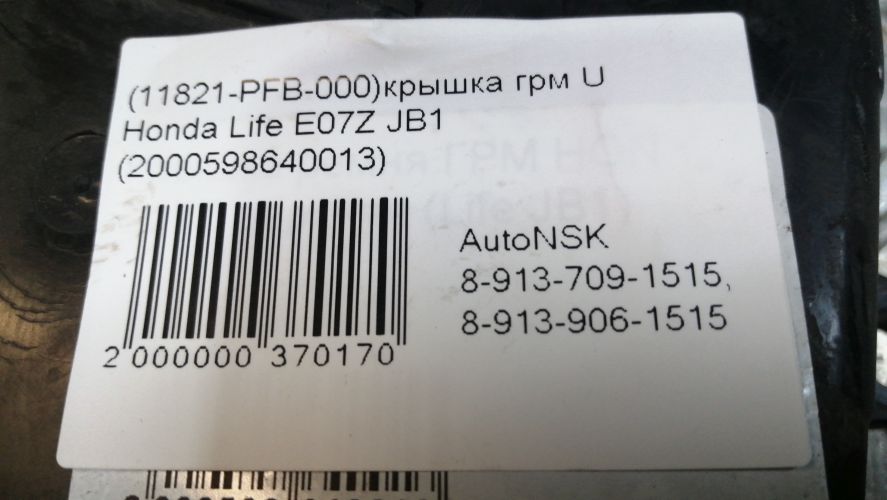 (11821-PFB-000)крышка грм U
Honda Life E07Z JB1
(2000598640013)
AutoNSK
8-913-709-1515,
8-913-906-1515
2 000000 370170